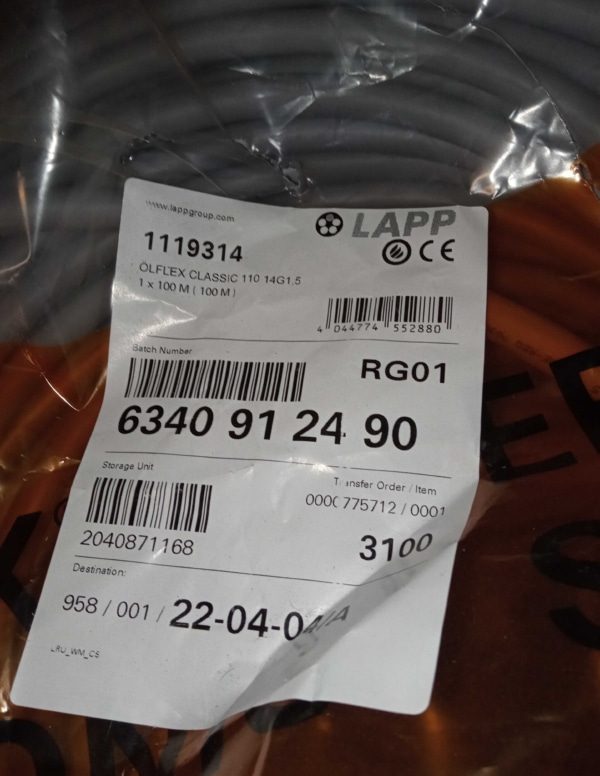 www.lappgroup.com
LAPP
1119314
CE
ÖLFLEX CLASSIC 110 14G1.5
1 x 100 M ( 100 M )
4 044774 552880
Batch Number
RG01
6340 91 24 90
Storage Unit
Transfer Order / Item
0000775712 / 0001
2040871168
3100
Destination:
958 / 001 / 22-04-04/A
LRU_WM_CS